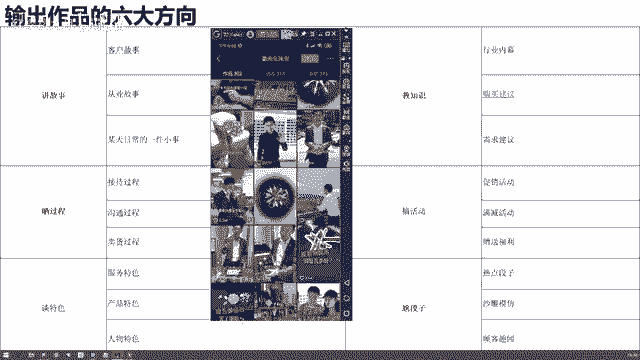 输出作品的六大方向
讲故事
客户故事
从业故事
某天日常的一件小事
晒过程
接待过程
沟通过程
卖货过程
谈特色
服务特色
产品特色
人物特色
教知识
行业内幕
购买建议
需求建议
搞活动
促销活动
满减活动
赠送福利
热点段子
沙雕模仿
顾客趣闻